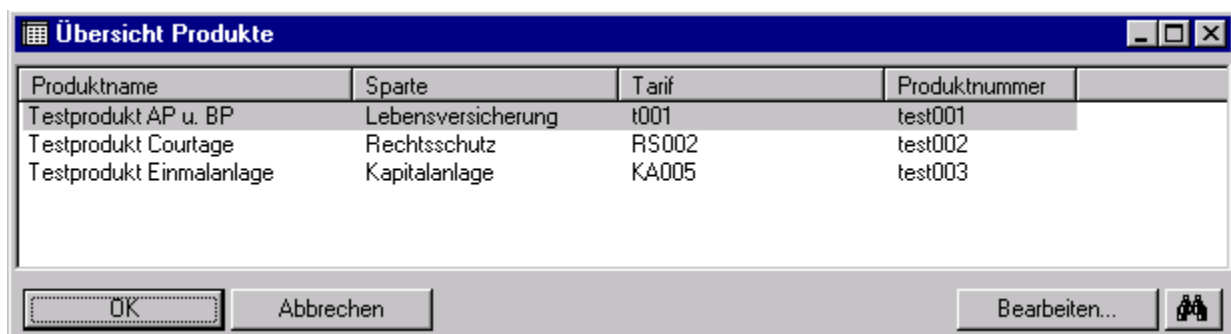 Übersicht Produkte
Produktname Sparte Tarif Produktnummer
Testprodukt AP u. BP Lebensversicherung t001 test001
Testprodukt Courtage Rechtsschutz RS002 test002
Testprodukt Einmalanlage Kapitalanlage KA005 test003
OK Abbrechen Bearbeiten...